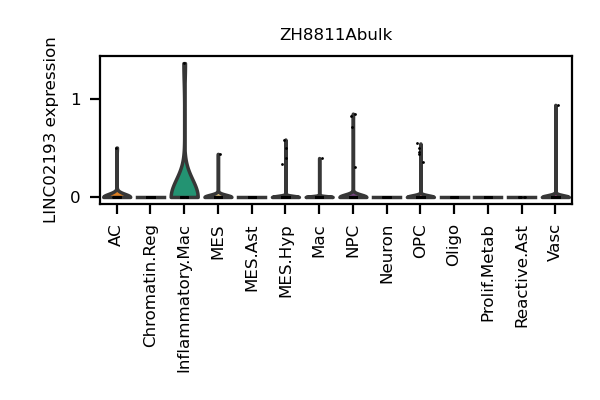 ZH8811Abulk
LINC02193 expression
1
0
AC
Chromatin.Reg
Inflammatory.Mac
MES
MES.Ast
MES.Hyp
Mac
NPC
Neuron
OPC
Oligo
Prolif.Metab
Reactive.Ast
Vasc